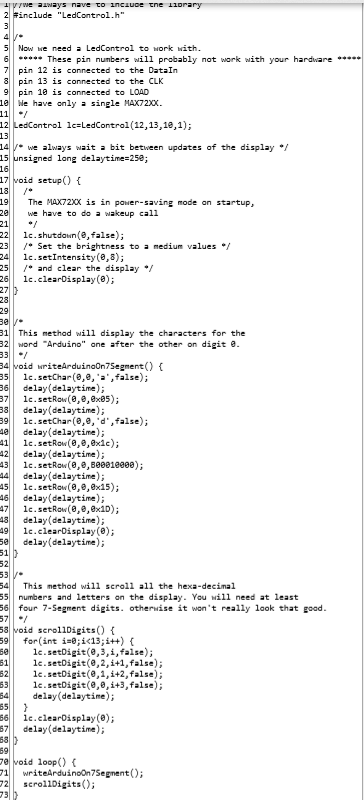 1 //We always have to include the library
2 #include "LedControl.h"
3
4 /*
5  Now we need a LedControl to work with.
6  ***** These pin numbers will probably not work with your hardware *****
7  pin 12 is connected to the DataIn
8  pin 13 is connected to the CLK
9  pin 10 is connected to LOAD
10  We have only a single MAX72XX.
11  */
12 LedControl lc=LedControl(12,13,10,1);
13
14 /* we always wait a bit between updates of the display */
15 unsigned long delaytime=250;
16
17 void setup() {
18   /*
19    The MAX72XX is in power-saving mode on startup,
20    we have to do a wakeup call
21    */
22   lc.shutdown(0,false);
23   /* Set the brightness to a medium values */
24   lc.setIntensity(0,8);
25   /* and clear the display */
26   lc.clearDisplay(0);
27 }
28
29
30 /*
31  This method will display the characters for the
32  word "Arduino" one after the other on digit 0.
33  */
34 void writeArduinoOn7Segment() {
35   lc.setChar(0,0,'a',false);
36   delay(delaytime);
37   lc.setRow(0,0,0x05);
38   delay(delaytime);
39   lc.setChar(0,0,'d',false);
40   delay(delaytime);
41   lc.setRow(0,0,0x1c);
42   delay(delaytime);
43   lc.setRow(0,0,B00010000);
44   delay(delaytime);
45   lc.setRow(0,0,0x15);
46   delay(delaytime);
47   lc.setRow(0,0,0x1D);
48   delay(delaytime);
49   lc.clearDisplay(0);
50   delay(delaytime);
51 }
52
53 /*
54   This method will scroll all the hexa-decimal
55  numbers and letters on the display. You will need at least
56  four 7-Segment digits. otherwise it won't really look that good.
57  */
58 void scrollDigits() {
59   for(int i=0;i<13;i++) {
60     lc.setDigit(0,3,i,false);
61     lc.setDigit(0,2,i+1,false);
62     lc.setDigit(0,1,i+2,false);
63     lc.setDigit(0,0,i+3,false);
64     delay(delaytime);
65   }
66   lc.clearDisplay(0);
67   delay(delaytime);
68 }
69
70 void loop() {
71   writeArduinoOn7Segment();
72   scrollDigits();
73 }